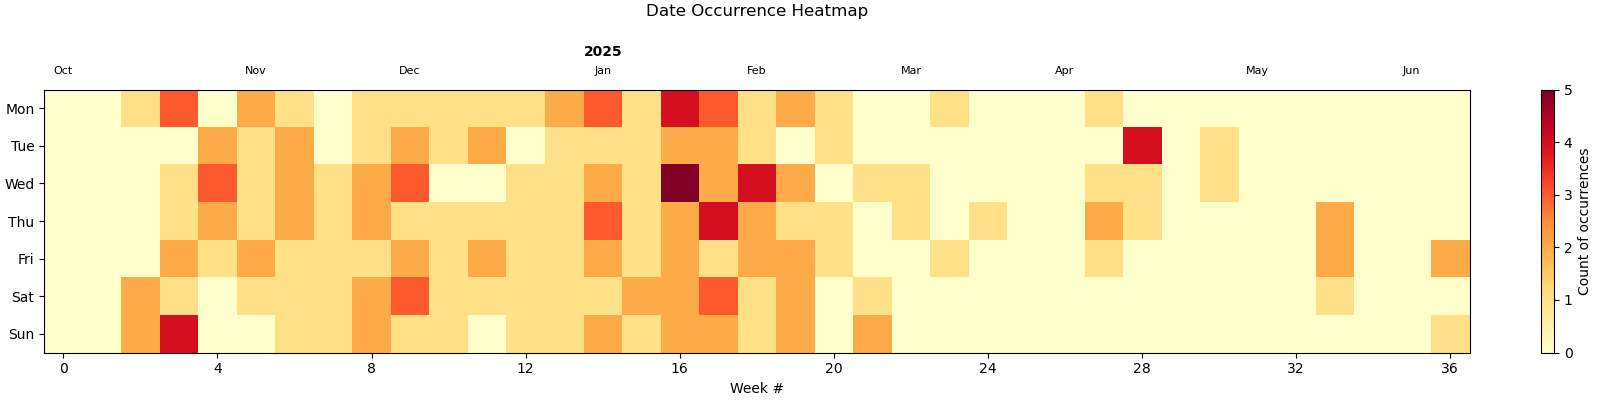 Date Occurrence Heatmap
2025
Oct Nov Dec Jan Feb Mar Apr May Jun
Mon
Tue
Wed
Thu
Fri
Sat
Sun
0 4 8 12 16 20 24 28 32 36
Week #
5
4
3
2
1
0
Count of occurrences